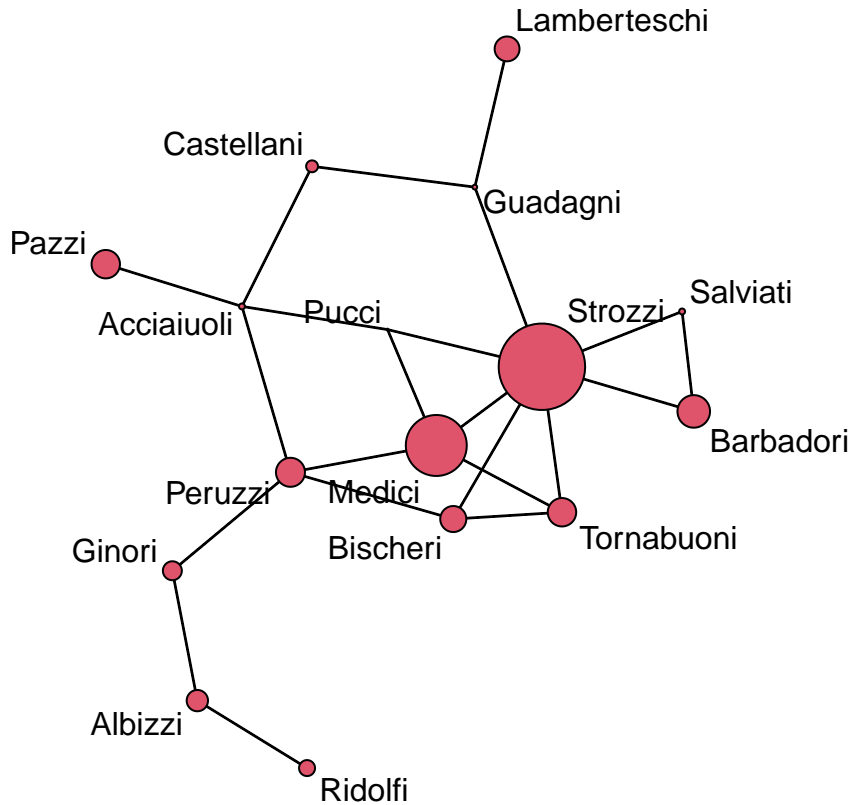 Lamberteschi
Castellani
Guadagni
Pazzi
Salviati
Strozzi
Pucci
Acciaiuoli
Barbadori
Medici
Peruzzi
Tornabuoni
Bischeri
Ginori
Albizzi
Ridolfi